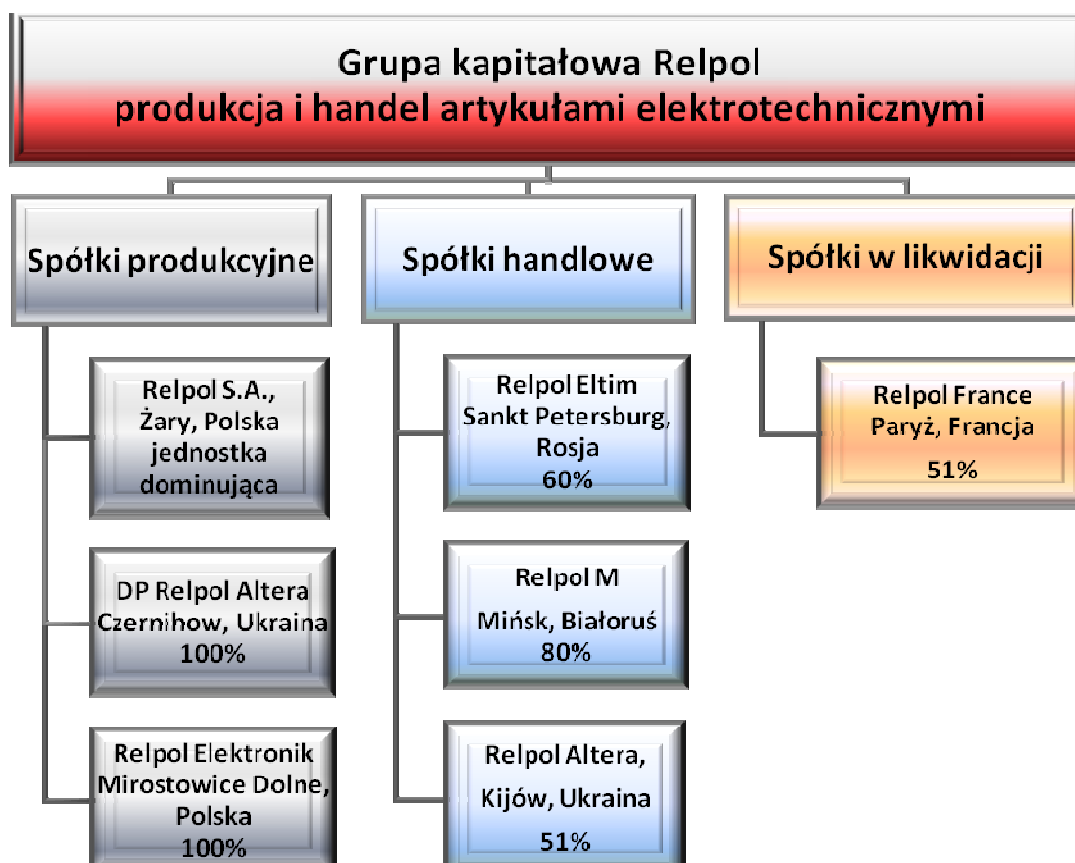 Grupa kapitałowa Relpol
produkcja i handel artykułami elektrotechnicznymi
Spółki produkcyjne
Relpol S.A.,
Żary, Polska
jednostka
dominująca
DP Relpol Altera
Czernihow, Ukraina
100%
Relpol Elektronik
Mirostowice Dolne,
Polska
100%
Spółki handlowe
Relpol Eltim
Sankt Petersburg,
Rosja
60%
Relpol M
Mińsk, Białoruś
80%
Relpol Altera,
Kijów, Ukraina
51%
Spółki w likwidacji
Relpol France
Paryż, Francja
51%